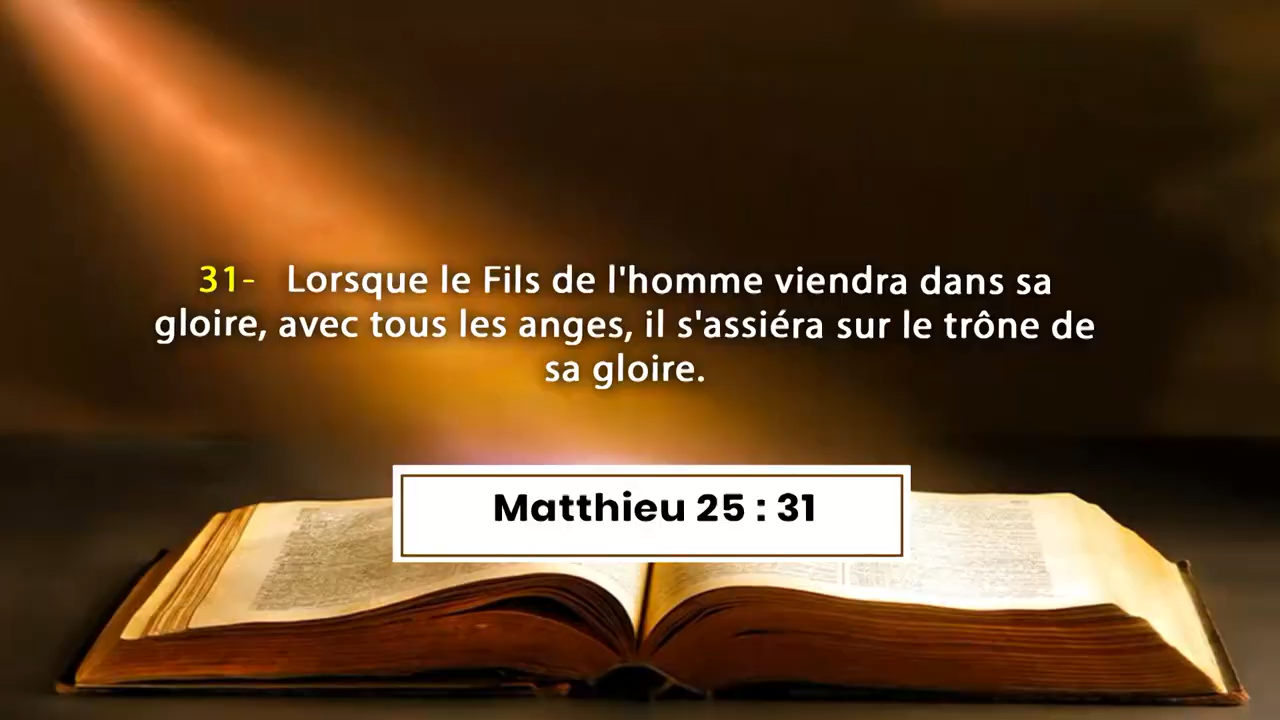 31- Lorsque le Fils de l'homme viendra dans sa
gloire, avec tous les anges, il s'assiéra sur le trône de
sa gloire.
Matthieu 25 : 31